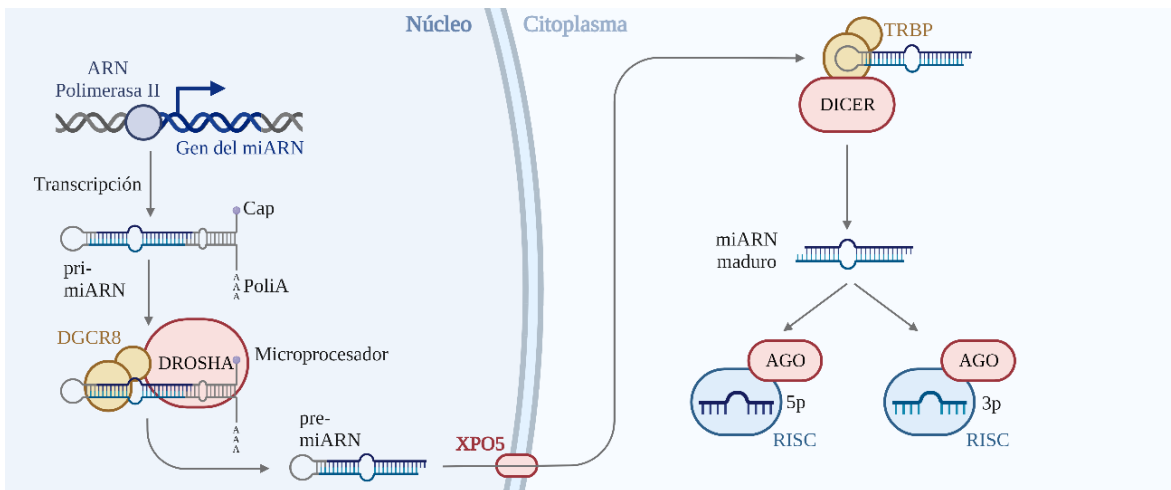 Núcleo
Citoplasma
ARN
Polimerasa II
Gen del miARN
Transcripción
Cap
pri-
miARN
A
A
A
PoliA
DGCR8
DROSHA
Microprocesador
A
A
A
pre-
miARN
XPO5
TRBP
DICER
miARN
maduro
AGO
5p
RISC
AGO
3p
RISC